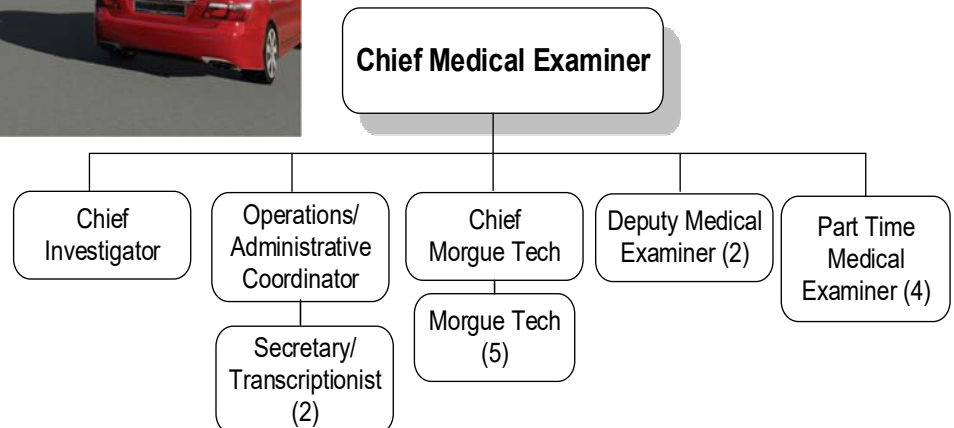 Chief Medical Examiner
Chief
Investigator
Operations/
Administrative
Coordinator
Secretary/
Transcriptionist
(2)
Chief
Morgue Tech
Morgue Tech
(5)
Deputy Medical
Examiner (2)
Part Time
Medical
Examiner (4)